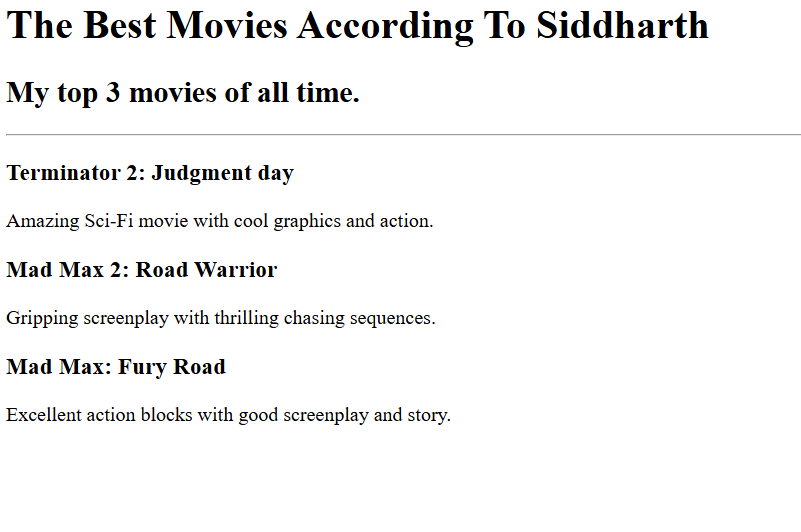 The Best Movies According To Siddharth
My top 3 movies of all time.
Terminator 2: Judgment day
Amazing Sci-Fi movie with cool graphics and action.
Mad Max 2: Road Warrior
Gripping screenplay with thrilling chasing sequences.
Mad Max: Fury Road
Excellent action blocks with good screenplay and story.